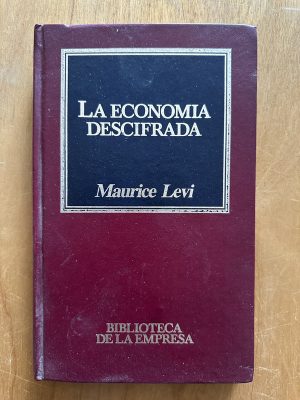 LA ECONOMIA
DESCIFRADA
Maurice Levi
BIBLIOTECA
DE LA EMPRESA